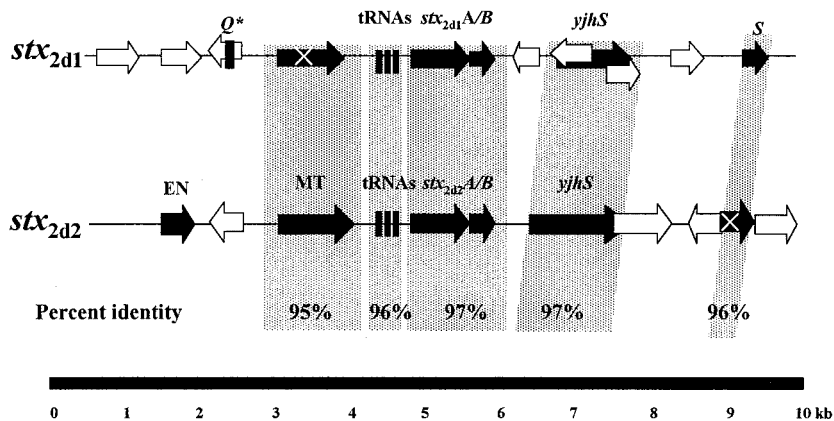 Q* tRNAs stx2d1A/B yjhS S
stx2d1
EN MT tRNAs stx2d2A/B yjhS
stx2d2
Percent identity 95% 96% 97% 97% 96%
0 1 2 3 4 5 6 7 8 9 10 kb